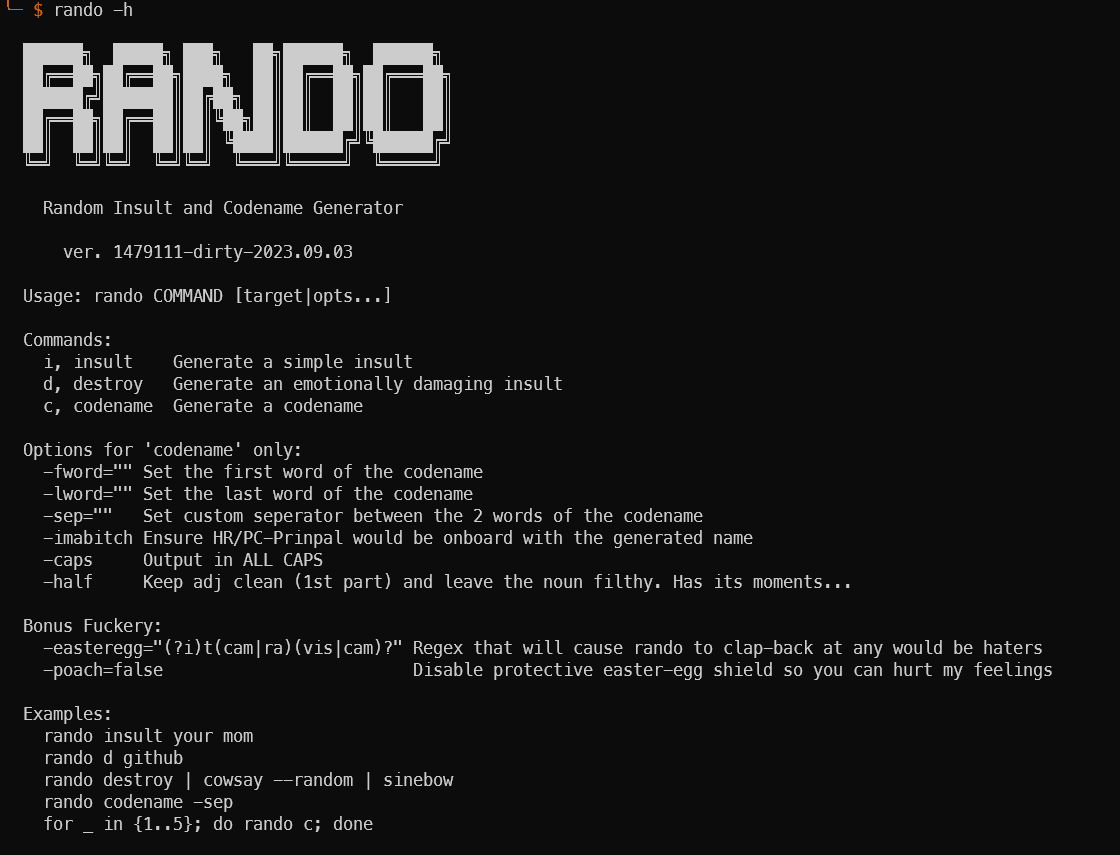 $ rando -h
RANDO
Random Insult and Codename Generator
ver. 1479111-dirty-2023.09.03
Usage: rando COMMAND [target|opts...]
Commands:
i, insult    Generate a simple insult
d, destroy   Generate an emotionally damaging insult
c, codename  Generate a codename
Options for 'codename' only:
-fword="" Set the first word of the codename
-lword="" Set the last word of the codename
-sep=""   Set custom seperator between the 2 words of the codename
-imabitch Ensure HR/PC-Prinpal would be onboard with the generated name
-caps     Output in ALL CAPS
-half     Keep adj clean (1st part) and leave the noun filthy. Has its moments...
Bonus Fuckery:
-easteregg="(?i)t(cam|ra)(vis|cam)?" Regex that will cause rando to clap-back at any would be haters
-poach=false                         Disable protective easter-egg shield so you can hurt my feelings
Examples:
rando insult your mom
rando d github
rando destroy | cowsay --random | sinebow
rando codename -sep
for _ in {1..5}; do rando c; done